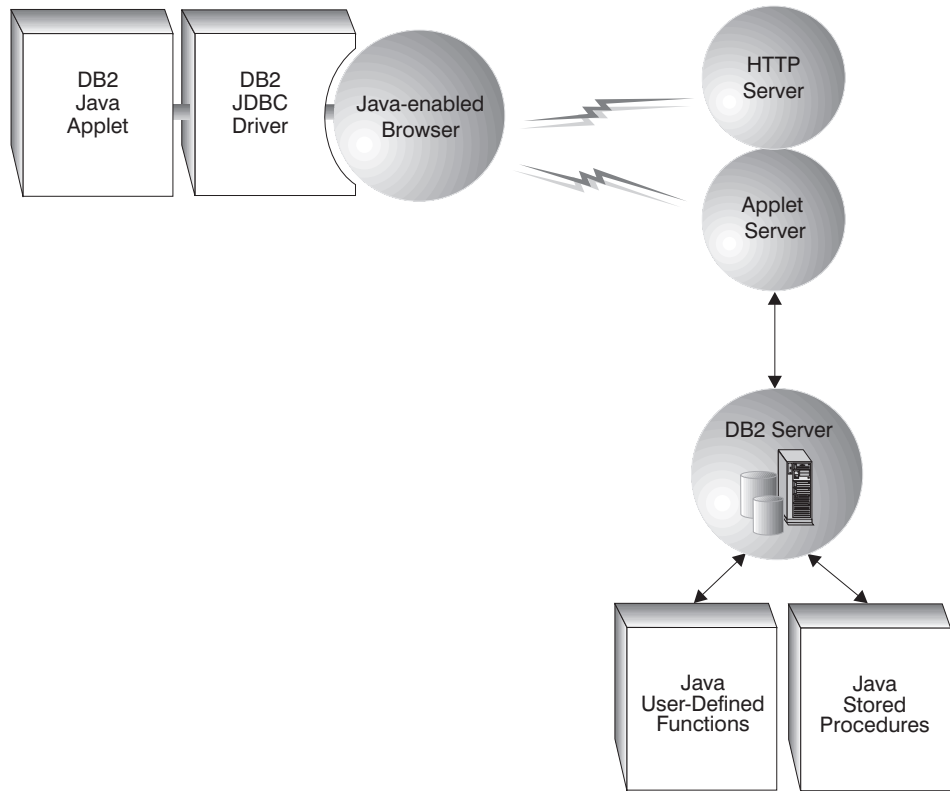 DB2
Java
Applet
DB2
JDBC
Driver
Java-enabled
Browser
HTTP
Server
Applet
Server
DB2 Server
Java
User-Defined
Functions
Java
Stored
Procedures